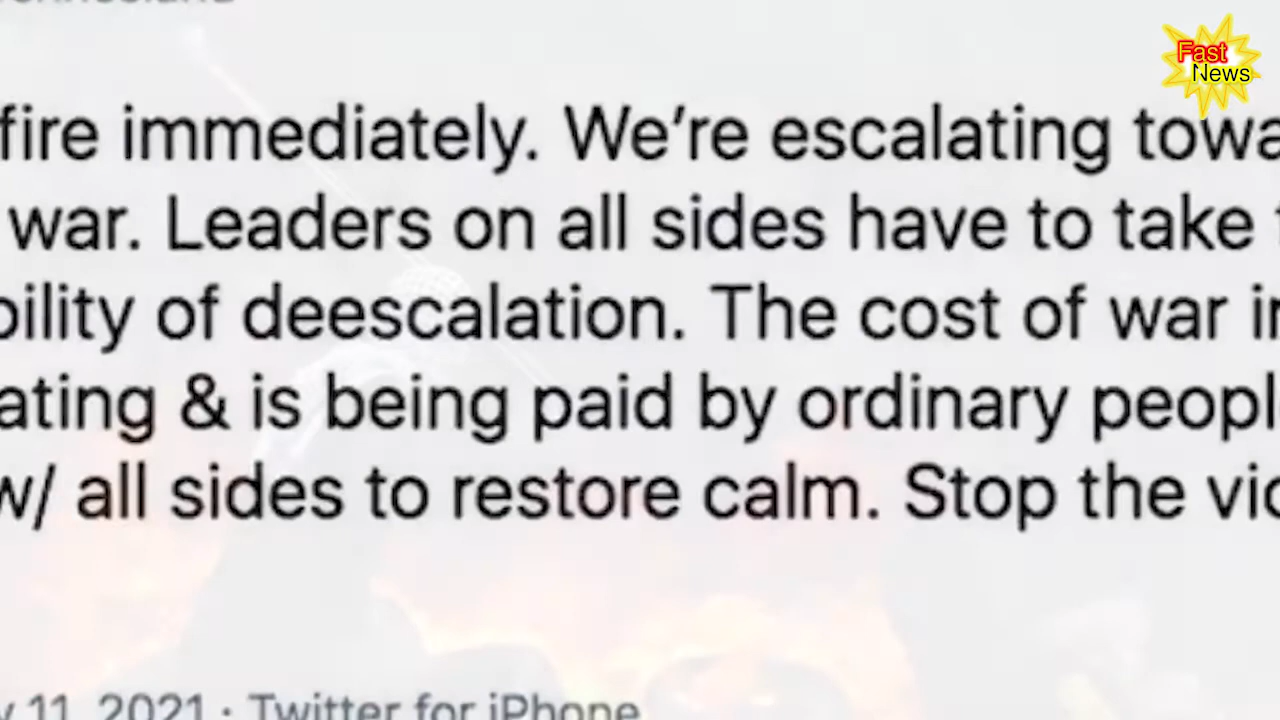 Fast
News
fire immediately. We're escalating towa
war. Leaders on all sides have to take
bility of deescalation. The cost of war in
ating & is being paid by ordinary peopl
w/ all sides to restore calm. Stop the vio
y 11, 2021 · Twitter for iPhone